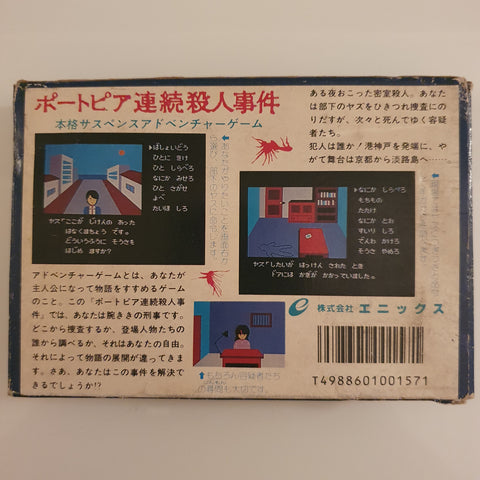 ポートピア連続殺人事件
本格サスペンスアドベンチャーゲーム
ある夜おこった密室殺人。あなた
は部下のヤスをひきつれ捜査にの
りだすが、次々と死んでゆく容疑
者たち。
犯人は誰か！港神戸を発端に、や
がて舞台は京都から淡路島へ……
ばしょいどう
ひとに きけ
ひと しらべろ
なにか みせろ
ひと さがせ
よべ
たいほ しろ
ヤス「ここが じけんの あった
はなくまちょう です。
どういうふうに そうさを
はじめ ますか？
なにか しらべろ
もちもの
たたけ
なにか とれ
すいり しろ
でんわ かけろ
そうさ やめろ
ヤス「したいが はっけん された とき
ドアには かぎが かかっていました。
アドベンチャーゲームとは、あなたが
主人公になって物語をすすめるゲーム
のこと。この「ポートピア連続殺人事
件」では、あなたは腕ききの刑事です。
どこから捜査するか、登場人物たちの
誰から調べるか、それはあなたの自由。
それによって物語の展開が違ってきま
す。さあ、あなたはこの事件を解決で
きるでしょうか!?
↑もちろん容疑者たち
の尋問も大切です。
e 株式会社 エニックス
T4988601001571